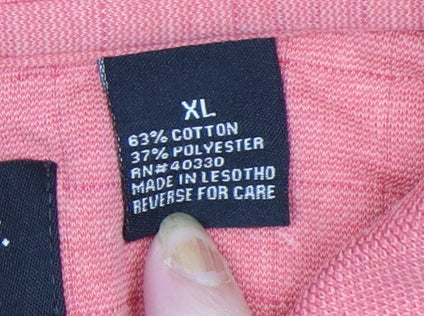 XL
63% COTTON
37% POLYESTER
RN#40330
MADE IN LESOTHO
REVERSE FOR CARE